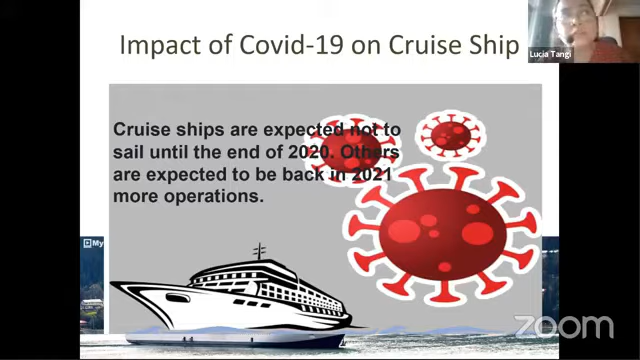 Impact of Covid-19 on Cruise Ship
Lucia Tangi
Cruise ships are expected not to
sail until the end of 2020. Others
are expected to be back in 2021
more operations.
My
zoom